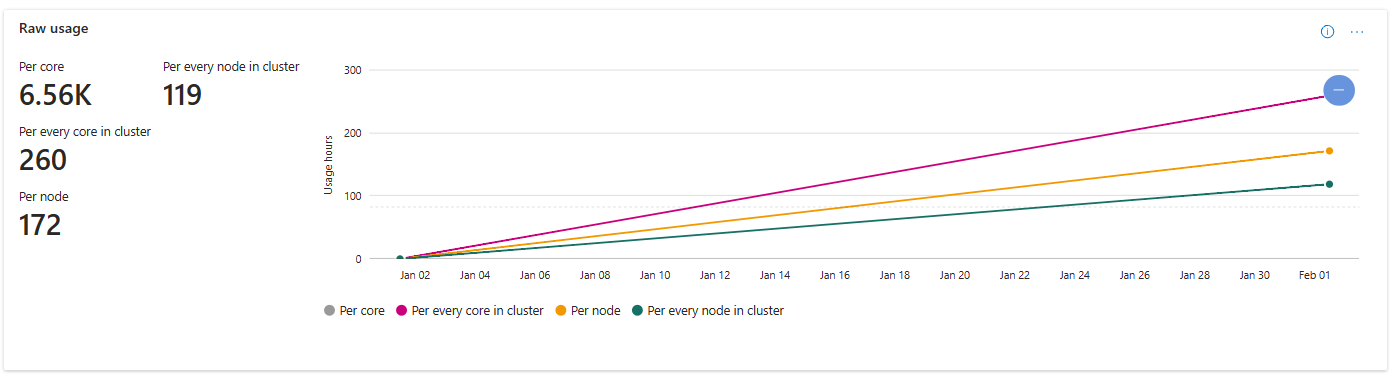 Raw usage
Per core
6.56K
Per every node in cluster
119
Per every core in cluster
260
Per node
172
Usage hours
300
200
100
0
Jan 02 Jan 04 Jan 06 Jan 08 Jan 10 Jan 12 Jan 14 Jan 16 Jan 18 Jan 20 Jan 22 Jan 24 Jan 26 Jan 28 Jan 30 Feb 01
Per core Per every core in cluster Per node Per every node in cluster